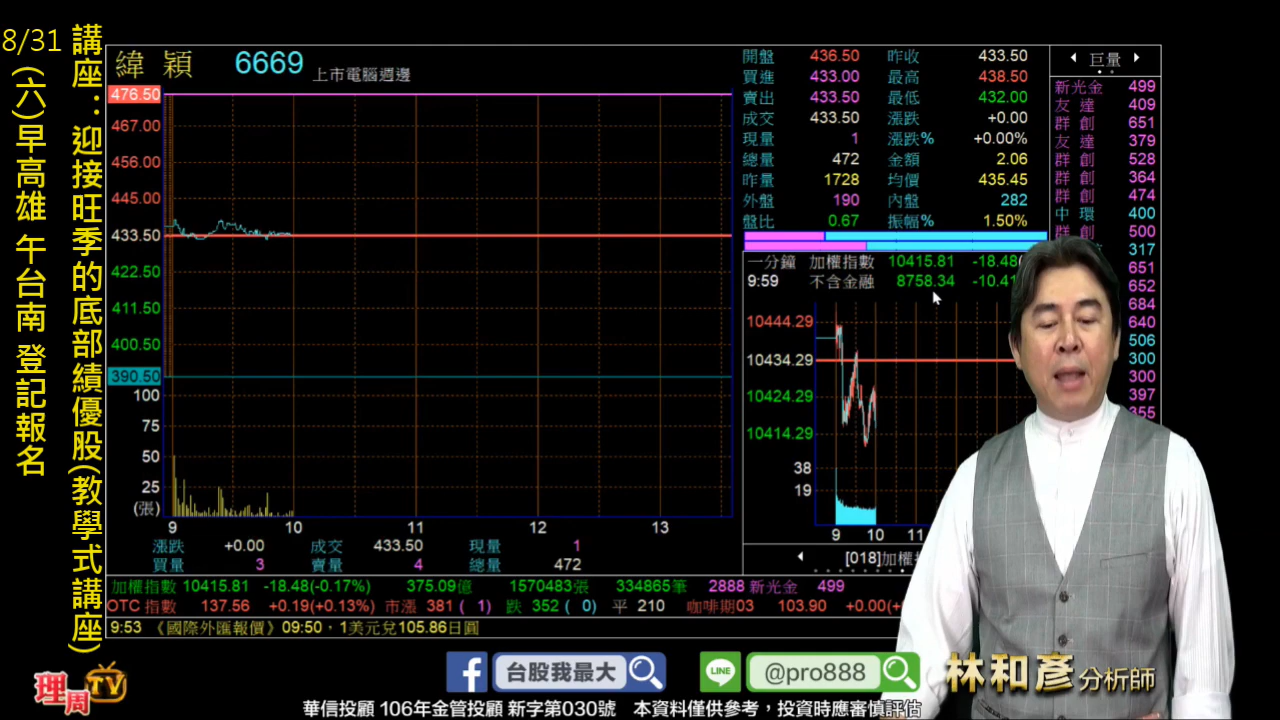 8/31 (六)早高雄 午台南 登記報名
講座：迎接旺季的底部績優股(教學式講座)
緯穎 6669 上市電腦週邊
476.50
467.00
456.00
445.00
433.50
422.50
411.50
400.50
390.50
100
75
50
25
(張)
9 10 11 12 13
漲跌 +0.00 成交 433.50 現量 1
買量 3 賣量 4 總量 472
開盤 436.50 昨收 433.50
買進 433.00 最高 438.50
賣出 433.50 最低 432.00
成交 433.50 漲跌 +0.00
現量 1 漲跌% +0.00%
總量 472 金額 2.06
昨量 1728 均價 435.45
外盤 190 內盤 282
盤比 0.67 振幅% 1.50%
一分鐘 加權指數 10415.81 -18.48
9:59 不含金融 8758.34 -10.41
10444.29
10434.29
10424.29
10414.29
38
19
9 10 11
[018]加權
巨量
新光金 499
友達 409
群創 651
友達 379
群創 528
群創 364
群創 474
中環 400
群創 500
317
651
652
684
640
506
300
300
397
355
加權指數 10415.81 -18.48(-0.17%) 375.09億 1570483張 334865筆 2888 新光金 499
OTC指數 137.56 +0.19(+0.13%) 市漲 381 ( 1) 跌 352 ( 0) 平 210 咖啡期03 103.90 +0.00(+
9:53 《國際外匯報價》09:50，1美元兌105.86日圓
理周TV
台股我最大
LINE @pro888
林和彥 分析師
華信投顧 106年金管投顧 新字第030號 本資料僅供參考，投資時應審慎評估